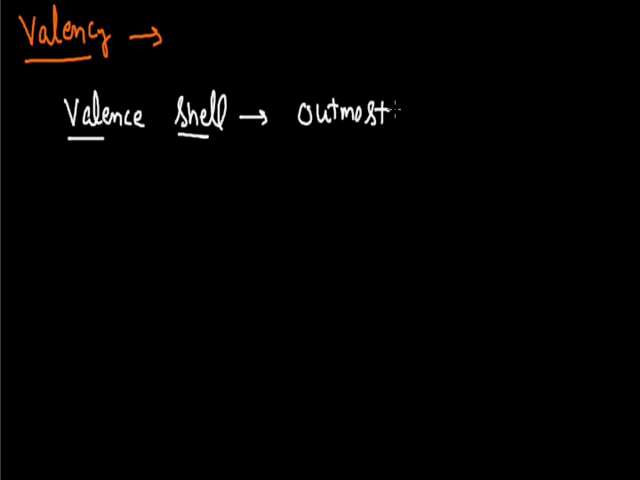 Valency →
Valence shell → outmost